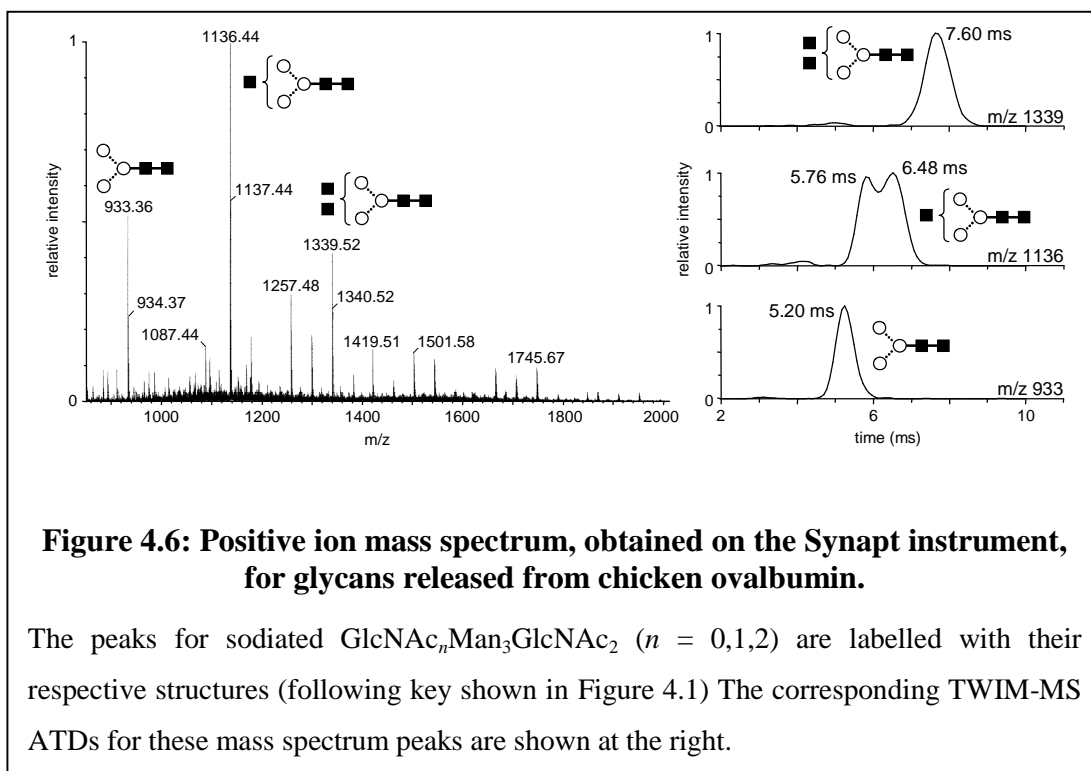 1
1136.44
933.36
1137.44
1339.52
934.37
1257.48
1340.52
1087.44
1419.51
1501.58
1745.67
relative intensity
0
1000
1200
1400
1600
1800
2000
m/z
1
7.60 ms
0
m/z 1339
1
5.76 ms
6.48 ms
relative intensity
0
m/z 1136
1
5.20 ms
0
m/z 933
2
6
10
time (ms)
Figure 4.6: Positive ion mass spectrum, obtained on the Synapt instrument,
for glycans released from chicken ovalbumin.
The peaks for sodiated GlcNAcnMan3GlcNAc2 (n = 0,1,2) are labelled with their
respective structures (following key shown in Figure 4.1) The corresponding TWIM-MS
ATDs for these mass spectrum peaks are shown at the right.